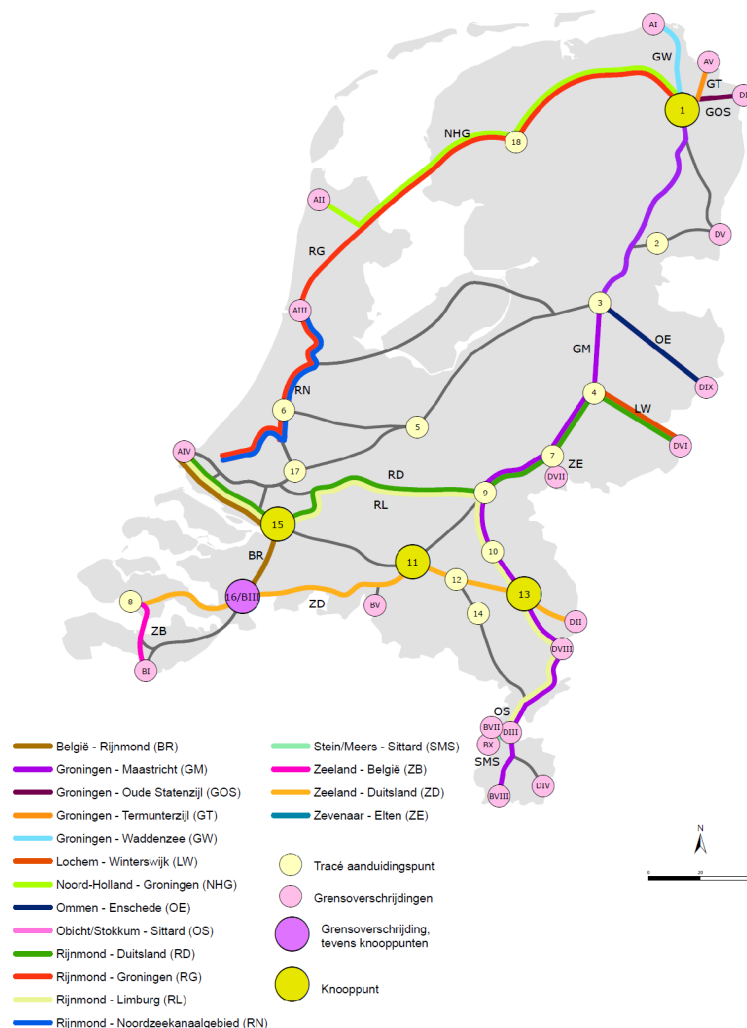 AI
GW
AV
GT
DI
1
GOS
NHG
18
AII
DV
2
RG
3
AIII
GM
OE
DIX
RN
4
LW
6
5
DVI
AIV
7
ZE
17
RD
DVII
9
RL
15
10
BR
11
12
13
16/BIII
8
ZD
BV
14
DII
ZB
DVIII
BI
OS
BVII
DIII
BX
SMS
DIV
BVIII
België - Rijnmond (BR)
Groningen - Maastricht (GM)
Groningen - Oude Statenzijl (GOS)
Groningen - Termunterzijl (GT)
Groningen - Waddenzee (GW)
Lochem - Winterswijk (LW)
Noord-Holland - Groningen (NHG)
Ommen - Enschede (OE)
Obicht/Stokkum - Sittard (OS)
Rijnmond - Duitsland (RD)
Rijnmond - Groningen (RG)
Rijnmond - Limburg (RL)
Rijnmond - Noordzeekanaalgebied (RN)
Stein/Meers - Sittard (SMS)
Zeeland - België (ZB)
Zeeland - Duitsland (ZD)
Zevenaar - Elten (ZE)
Tracé aanduidingspunt
Grensoverschrijdingen
Grensoverschrijding,
tevens knooppunten
Knooppunt
N
0
20